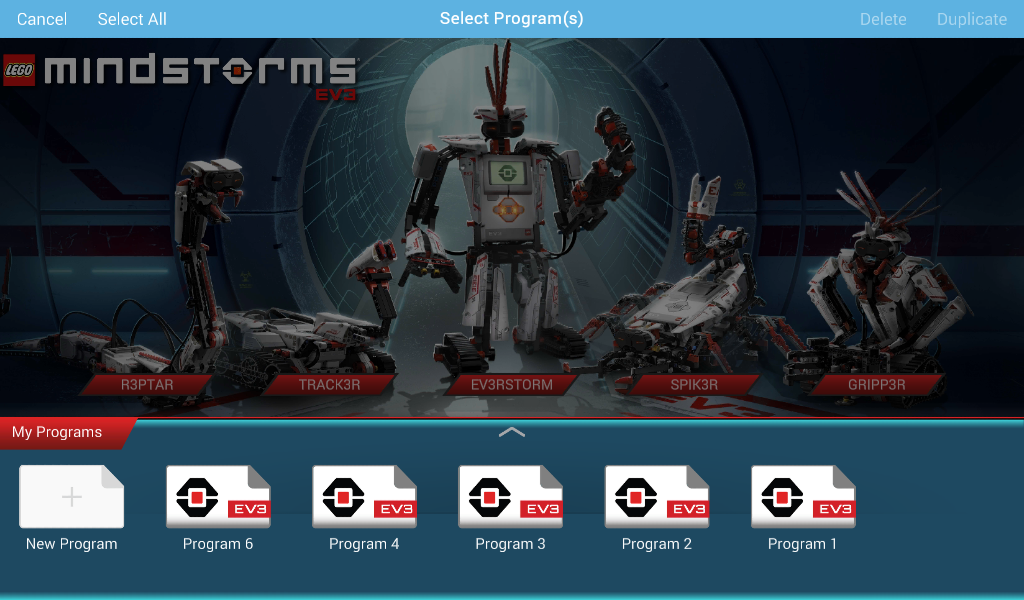 Cancel
Select All
Select Program(s)
Delete
Duplicate
LEGO
mindstorms
EV3
R3PTAR
TRACK3R
EV3RSTORM
SPIK3R
GRIPP3R
My Programs
New Program
EV3
Program 6
EV3
Program 4
EV3
Program 3
EV3
Program 2
EV3
Program 1